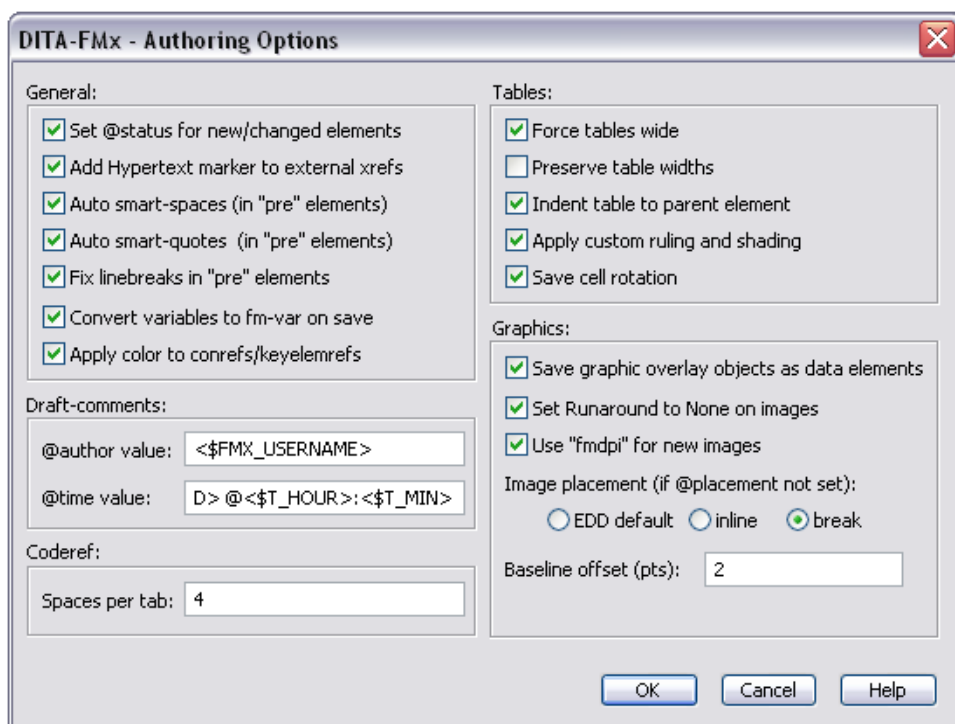 DITA-FMx - Authoring Options
General:
Set @status for new/changed elements
Add Hypertext marker to external xrefs
Auto smart-spaces (in "pre" elements)
Auto smart-quotes (in "pre" elements)
Fix linebreaks in "pre" elements
Convert variables to fm-var on save
Apply color to conrefs/keyelemrefs
Draft-comments:
@author value: <$FMX_USERNAME>
@time value: D> @<$T_HOUR>:<$T_MIN>
Coderef:
Spaces per tab: 4
Tables:
Force tables wide
Preserve table widths
Indent table to parent element
Apply custom ruling and shading
Save cell rotation
Graphics:
Save graphic overlay objects as data elements
Set Runaround to None on images
Use "fmdpi" for new images
Image placement (if @placement not set):
EDD default inline break
Baseline offset (pts): 2
OK Cancel Help